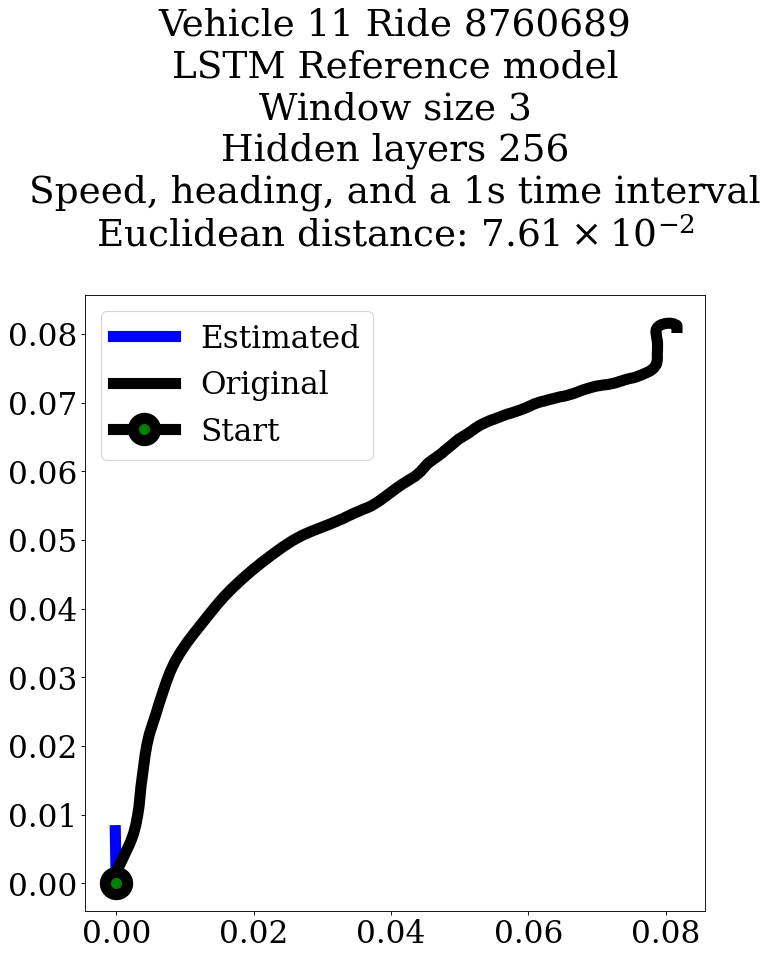 Vehicle 11 Ride 8760689
LSTM Reference model
Window size 3
Hidden layers 256
Speed, heading, and a 1s time interval
Euclidean distance: 7.61 × 10⁻²
Estimated
Original
Start
0.08
0.07
0.06
0.05
0.04
0.03
0.02
0.01
0.00
0.00 0.02 0.04 0.06 0.08